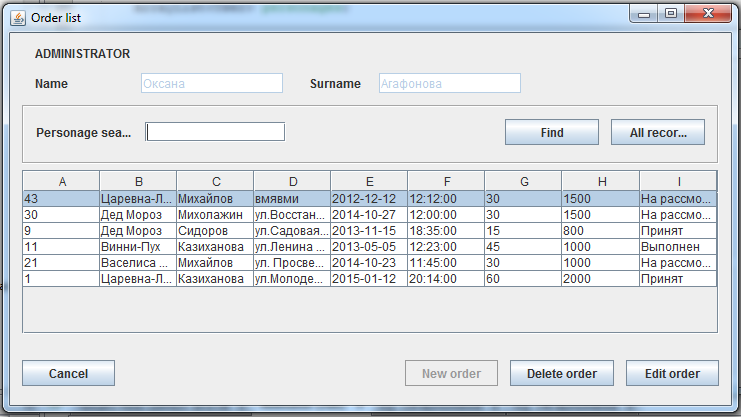 Order list
ADMINISTRATOR
Name Оксана Surname Агафонова
Personage sea... Find All recor...
A B C D E F G H I
43 Царевна-Л... Михайлов вмявми 2012-12-12 12:12:00 30 1500 На рассмо...
30 Дед Мороз Михолажин ул.Восстан... 2014-10-27 12:00:00 30 1500 На рассмо...
9 Дед Мороз Сидоров ул.Садовая... 2013-11-15 18:35:00 15 800 Принят
11 Винни-Пух Казиханова ул.Ленина ... 2013-05-05 12:23:00 45 1000 Выполнен
21 Васелиса ... Михайлов ул. Просве... 2014-10-23 11:45:00 30 1000 На рассмо...
1 Царевна-Л... Казиханова ул.Молоде... 2015-01-12 20:14:00 60 2000 Принят
Cancel New order Delete order Edit order